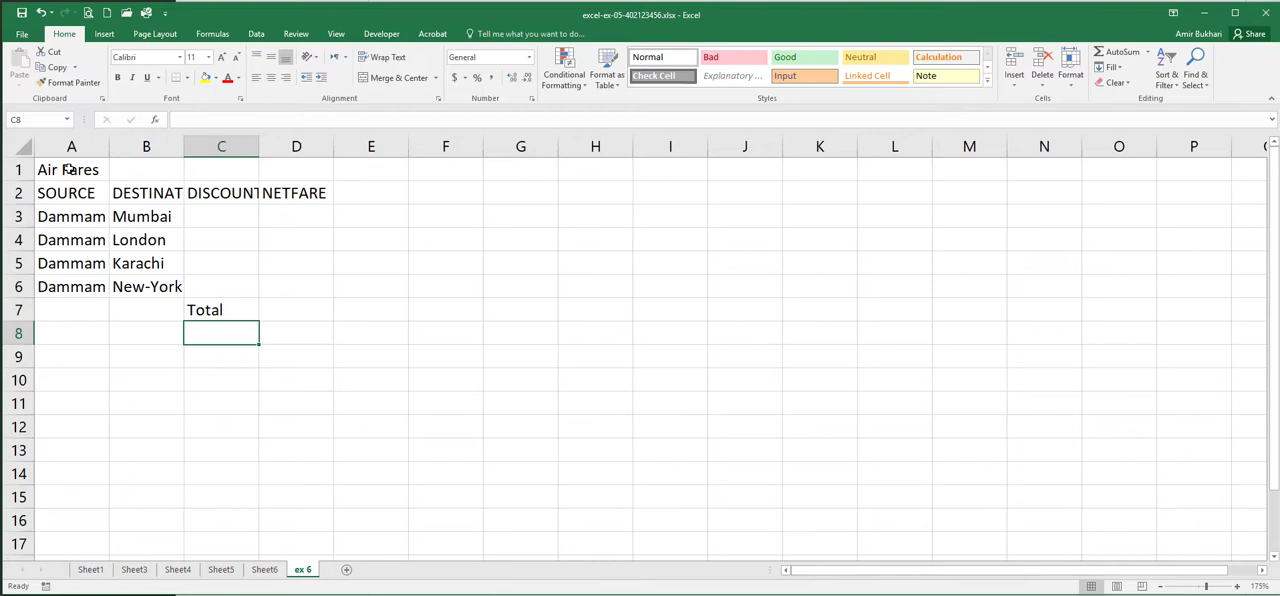 excel-ex-05-402123456.xlsx - Excel
File Home Insert Page Layout Formulas Data Review View Developer Acrobat Tell me what you want to do... Amir Bukhari Share
Paste Cut Calibri 11 Wrap Text General Conditional Formatting Format as Table Normal Bad Good Neutral Calculation Insert Delete Format AutoSum Sort & Filter Find & Select
Copy Fill
Format Painter B I U A Merge & Center $ % , Check Cell Explanatory ... Input Linked Cell Note Clear
Clipboard Font Alignment Number Styles Cells Editing
C8 fx
A B C D E F G H I J K L M N O P
1 Air Fares
2 SOURCE DESTINAT DISCOUNT NETFARE
3 Dammam Mumbai
4 Dammam London
5 Dammam Karachi
6 Dammam New-York
7 Total
8
9
10
11
12
13
14
15
16
17
Sheet1 Sheet3 Sheet4 Sheet5 Sheet6 ex 6
Ready 175%